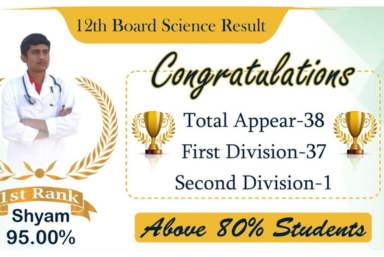 12th Board Science Result
Congratulations
Total Appear-38
First Division-37
Second Division-1
1st Rank
Shyam
95.00%
Above 80% Students